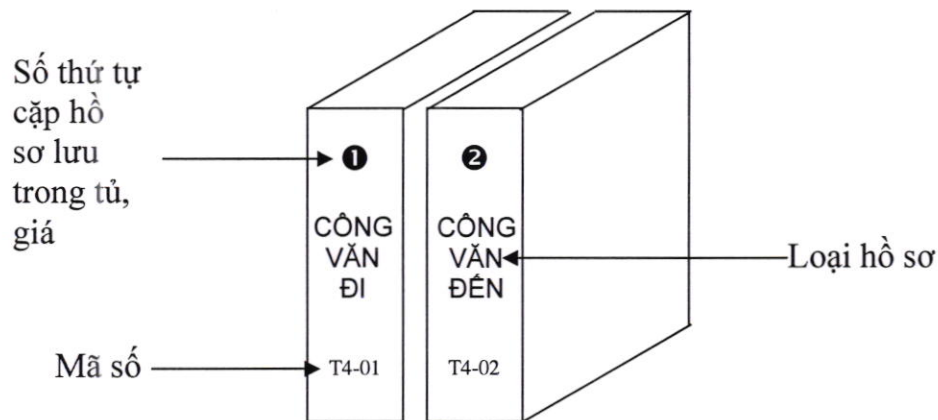 Số thứ tự
cặp hồ
sơ lưu
trong tủ,
giá
❶
CÔNG
VĂN
ĐI
T4-01
❷
CÔNG
VĂN
ĐẾN
T4-02
Loại hồ sơ
Mã số